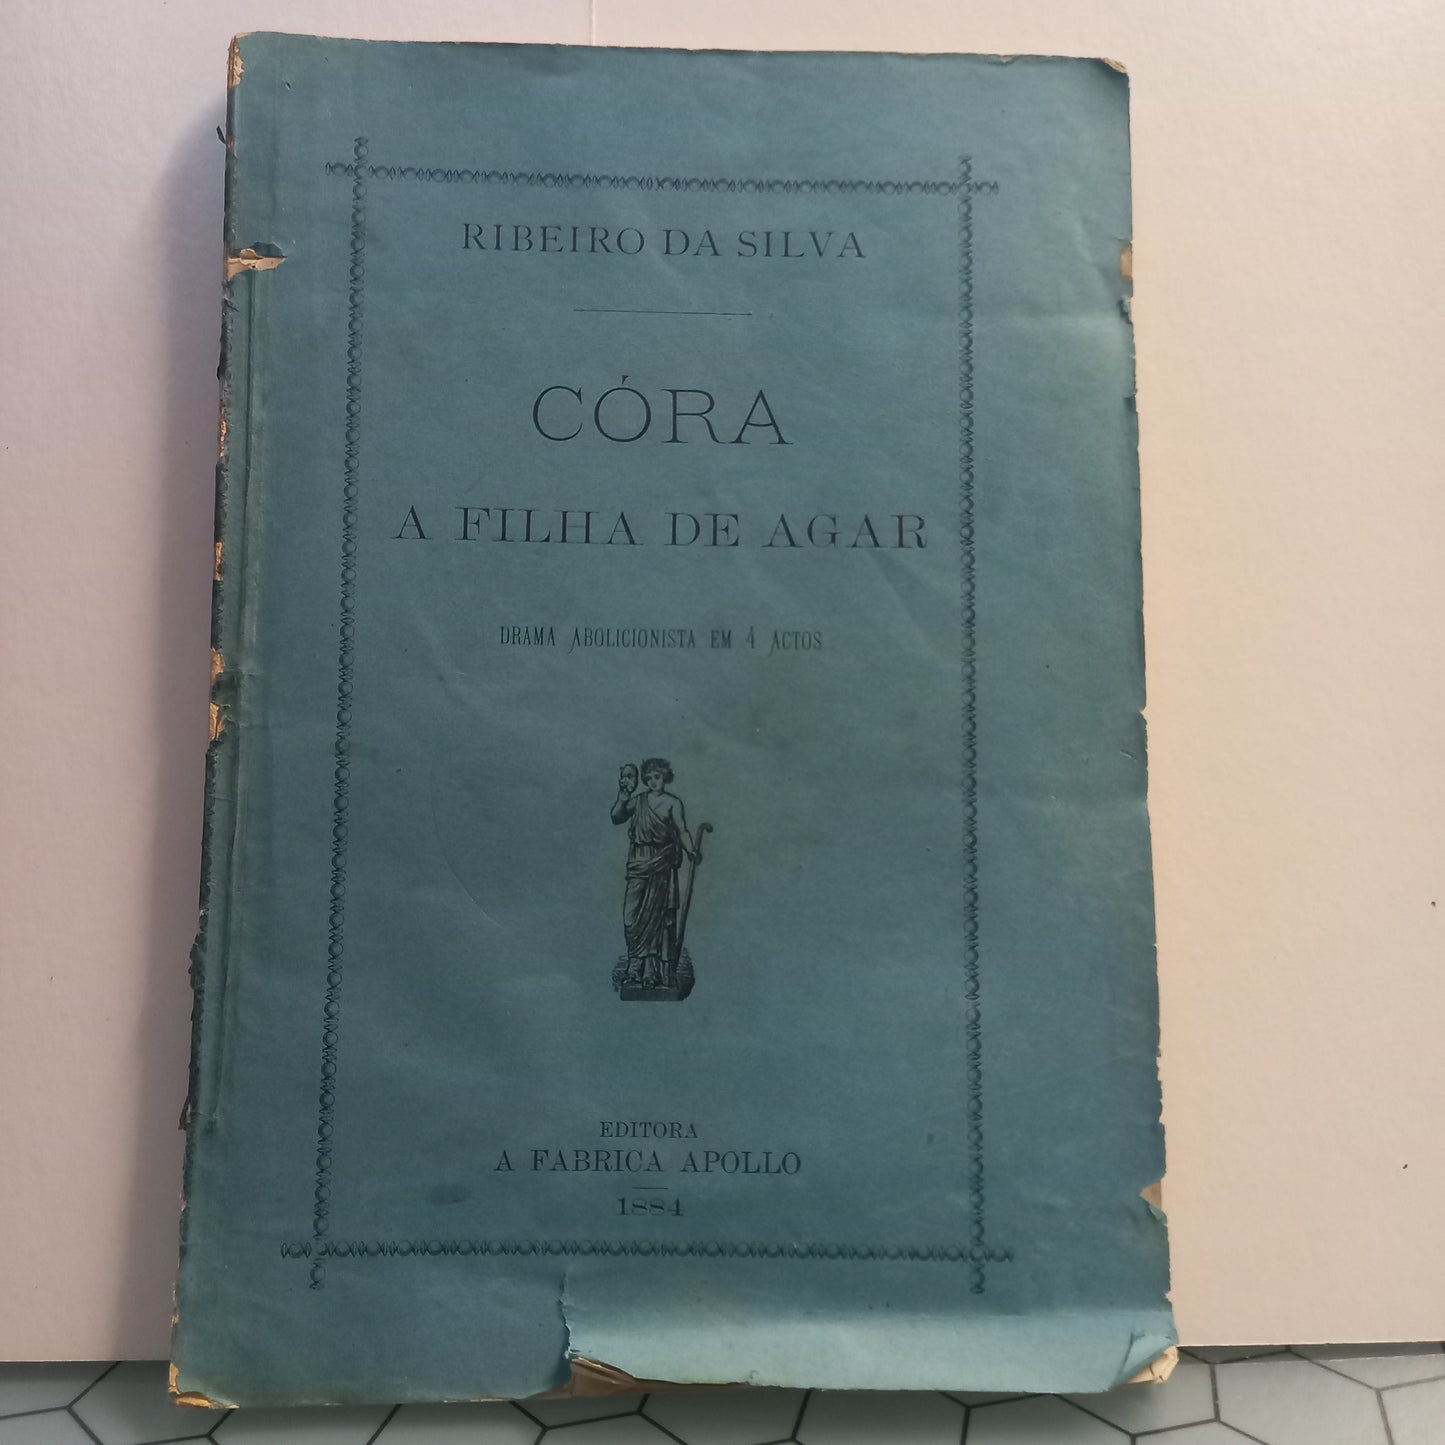 RIBEIRO DA SILVA
CÓRA
A FILHA DE AGAR
DRAMA ABOLICIONISTA EM 4 ACTOS
EDITORA
A FABRICA APOLLO
1884